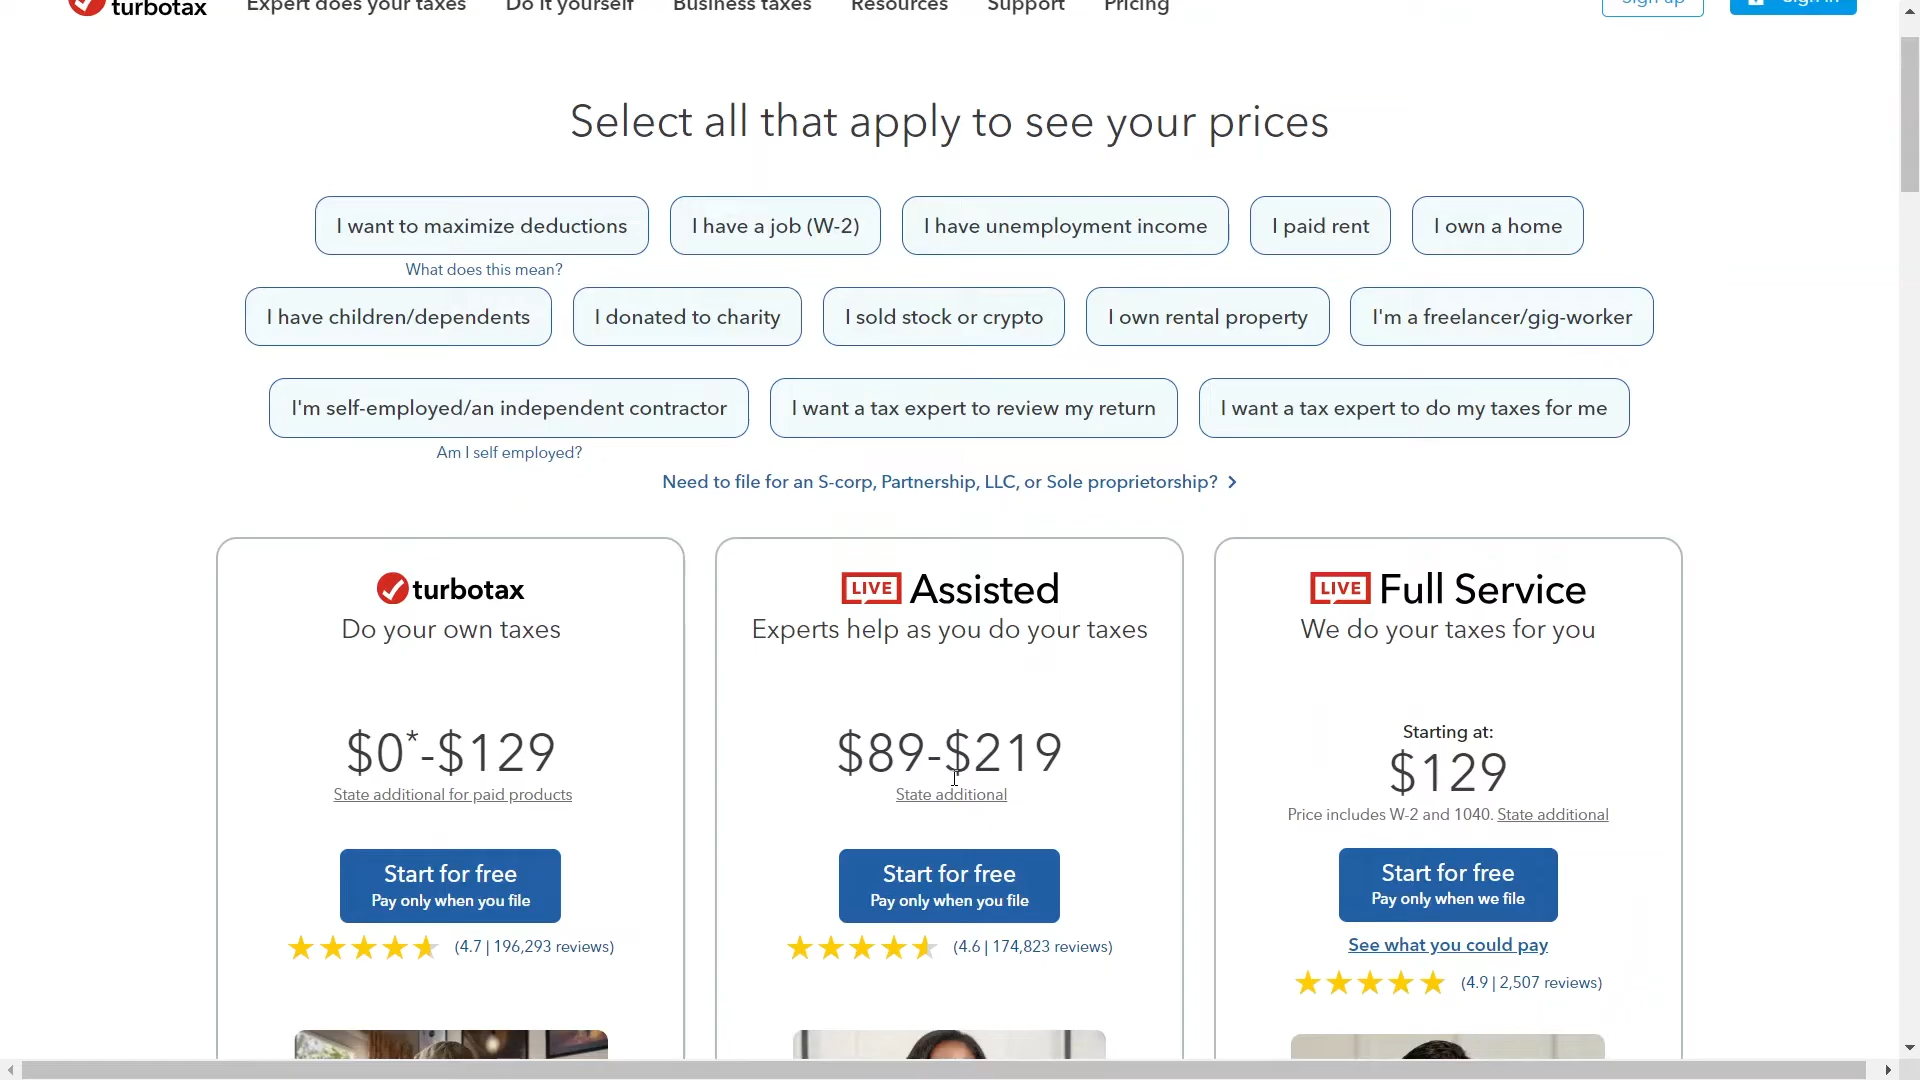 turbotax
Expert does your taxes
Do it yourself
Business taxes
Resources
Support
Pricing
Sign up
Sign in
Select all that apply to see your prices
I want to maximize deductions
I have a job (W-2)
I have unemployment income
I paid rent
I own a home
What does this mean?
I have children/dependents
I donated to charity
I sold stock or crypto
I own rental property
I'm a freelancer/gig-worker
I'm self-employed/an independent contractor
I want a tax expert to review my return
I want a tax expert to do my taxes for me
Am I self employed?
Need to file for an S-corp, Partnership, LLC, or Sole proprietorship?
turbotax
Do your own taxes
$0*-$129
State additional for paid products
Start for free
Pay only when you file
(4.7 | 196,293 reviews)
LIVE Assisted
Experts help as you do your taxes
$89-$219
State additional
Start for free
Pay only when you file
(4.6 | 174,823 reviews)
LIVE Full Service
We do your taxes for you
Starting at:
$129
Price includes W-2 and 1040. State additional
Start for free
Pay only when we file
See what you could pay
(4.9 | 2,507 reviews)